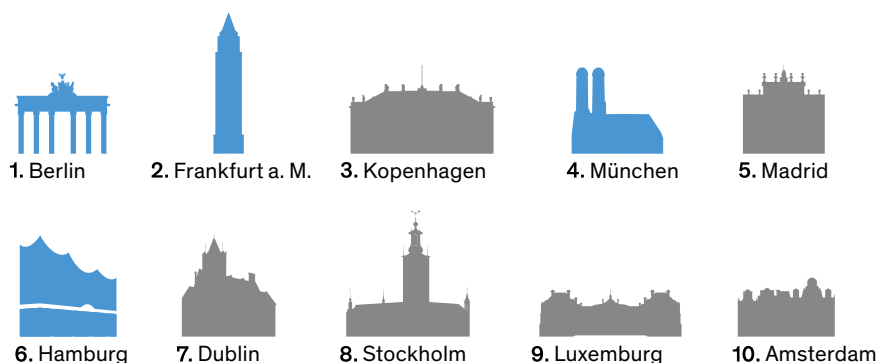 1. Berlin
2. Frankfurt a. M.
3. Kopenhagen
4. München
5. Madrid
6. Hamburg
7. Dublin
8. Stockholm
9. Luxemburg
10. Amsterdam